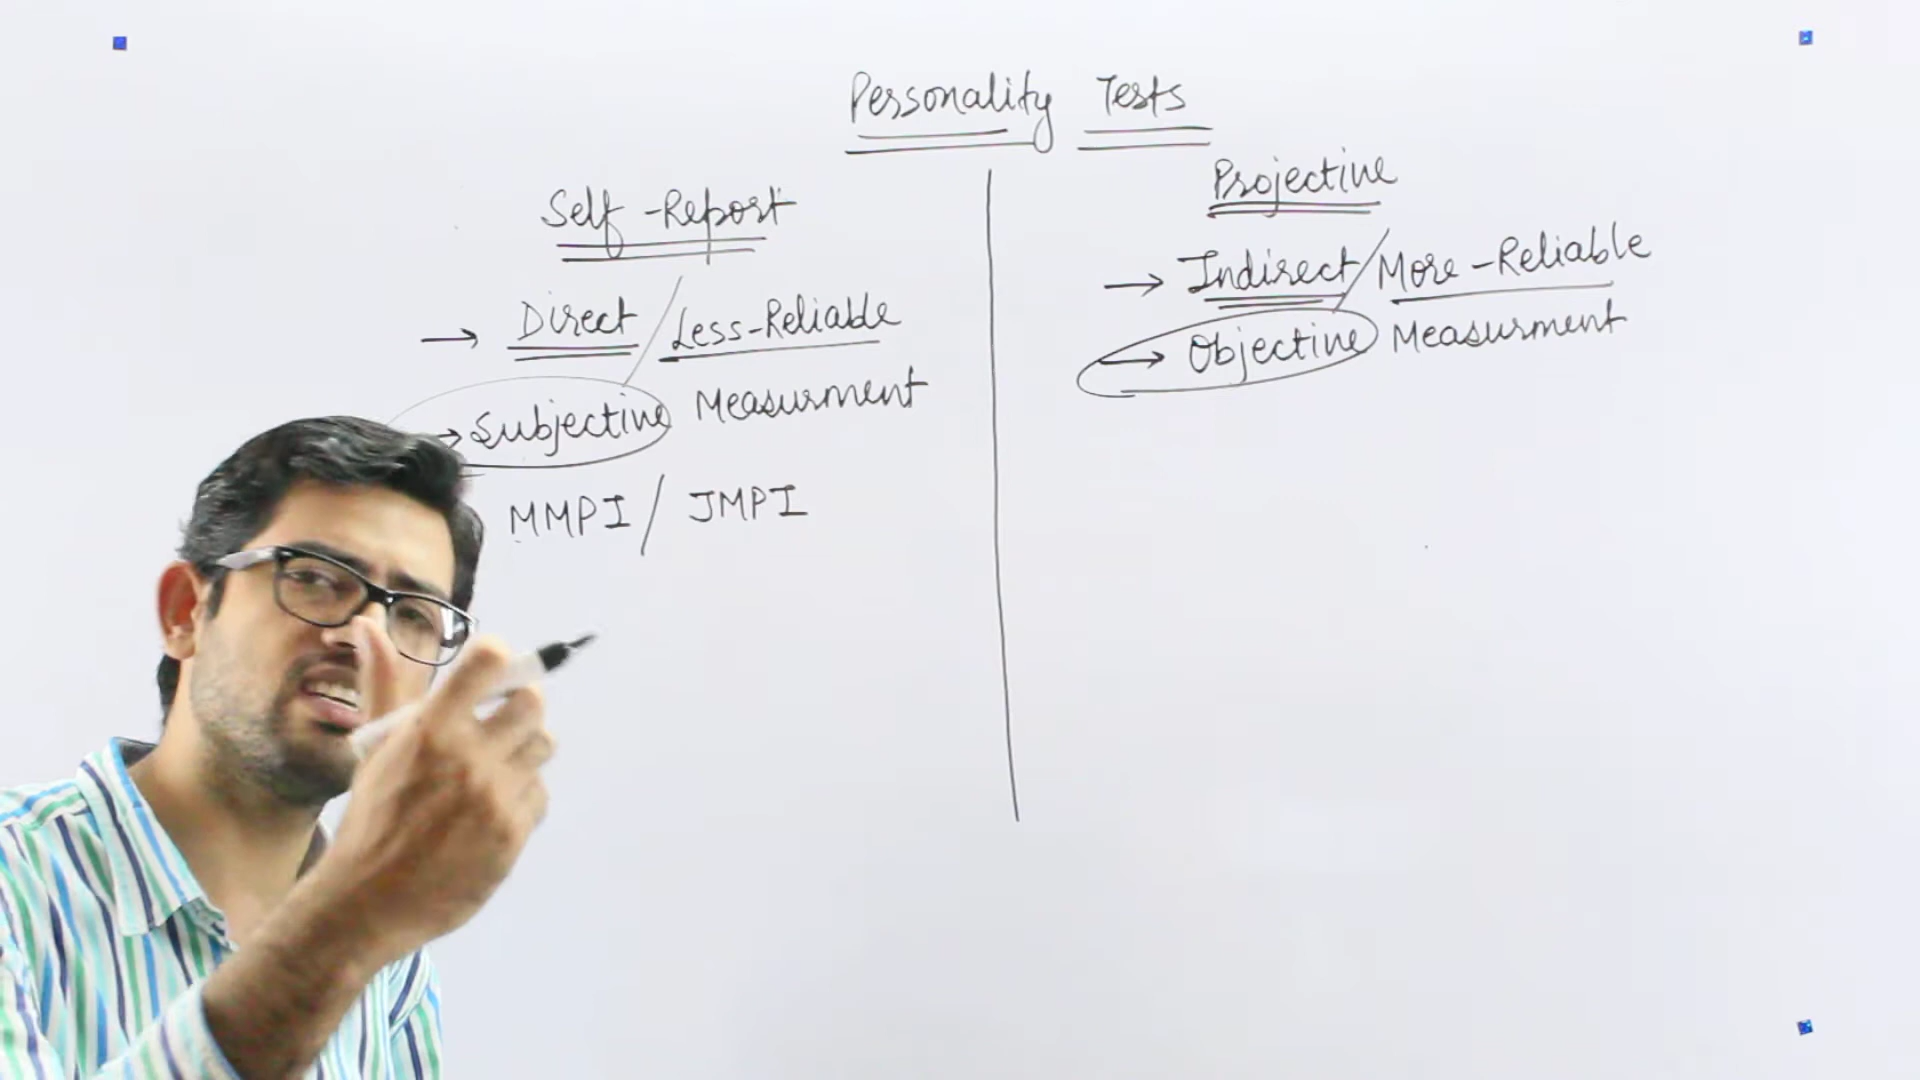 Personality Tests
Self-Report
→ Direct / Less-Reliable
→ Subjective Measurment
MMPI / JMPI
Projective
→ Indirect / More-Reliable
→ Objective Measurment